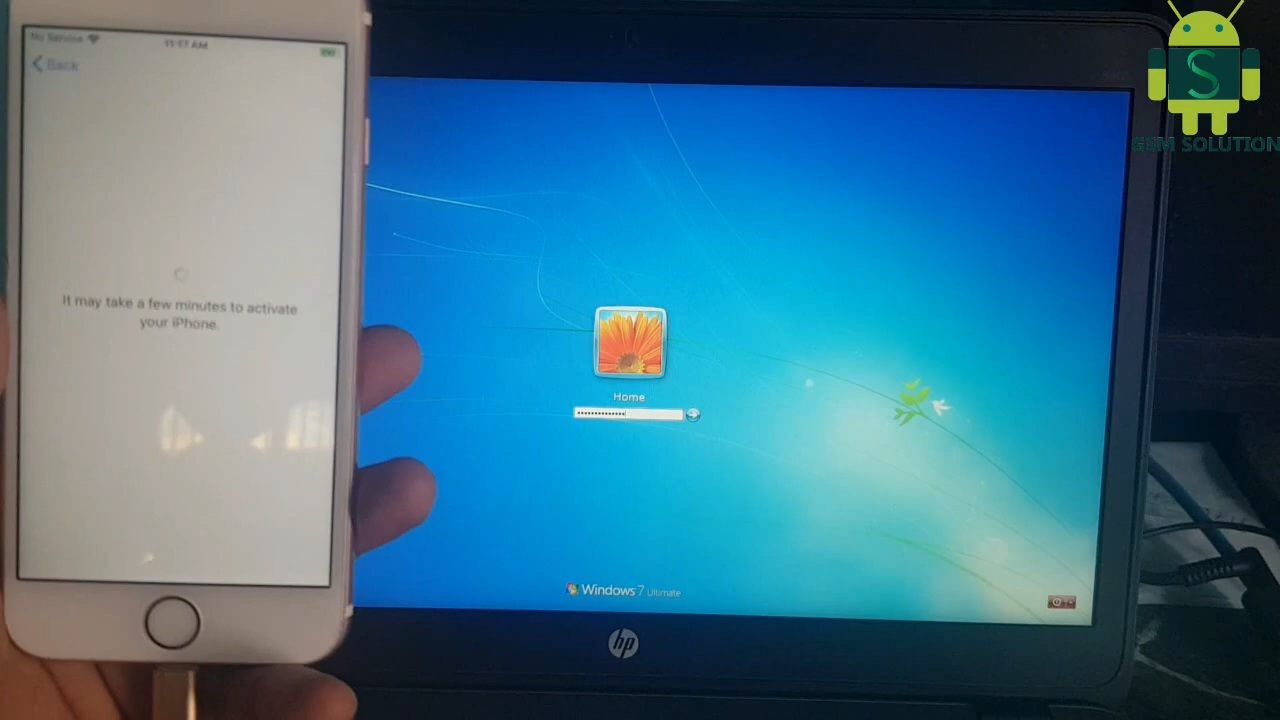 No Service
11:17 AM
Back
It may take a few minutes to activate
your iPhone.
Home
Windows 7 Ultimate
hp
S
GSM SOLUTION